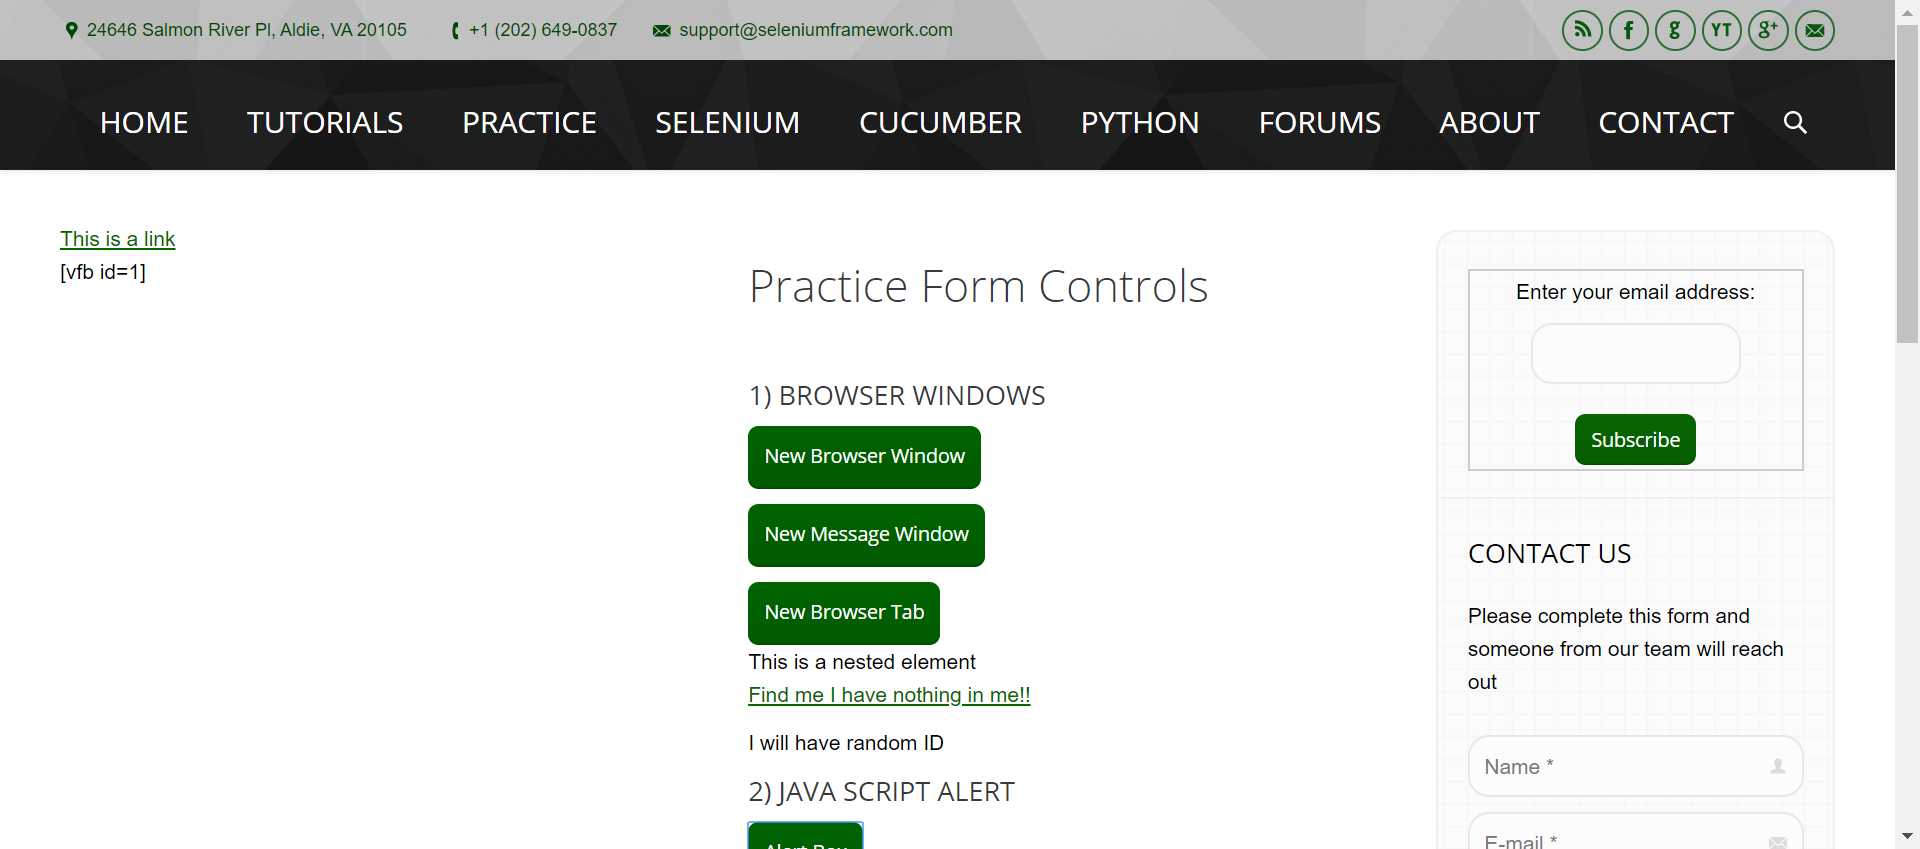 24646 Salmon River Pl, Aldie, VA 20105
+1 (202) 649-0837
support@seleniumframework.com
f
g
YT
g+
HOME
TUTORIALS
PRACTICE
SELENIUM
CUCUMBER
PYTHON
FORUMS
ABOUT
CONTACT
This is a link
[vfb id=1]
Practice Form Controls
1) BROWSER WINDOWS
New Browser Window
New Message Window
New Browser Tab
This is a nested element
Find me I have nothing in me!!
I will have random ID
2) JAVA SCRIPT ALERT
Alert Box
Enter your email address:
Subscribe
CONTACT US
Please complete this form and
someone from our team will reach
out
Name *
E-mail *